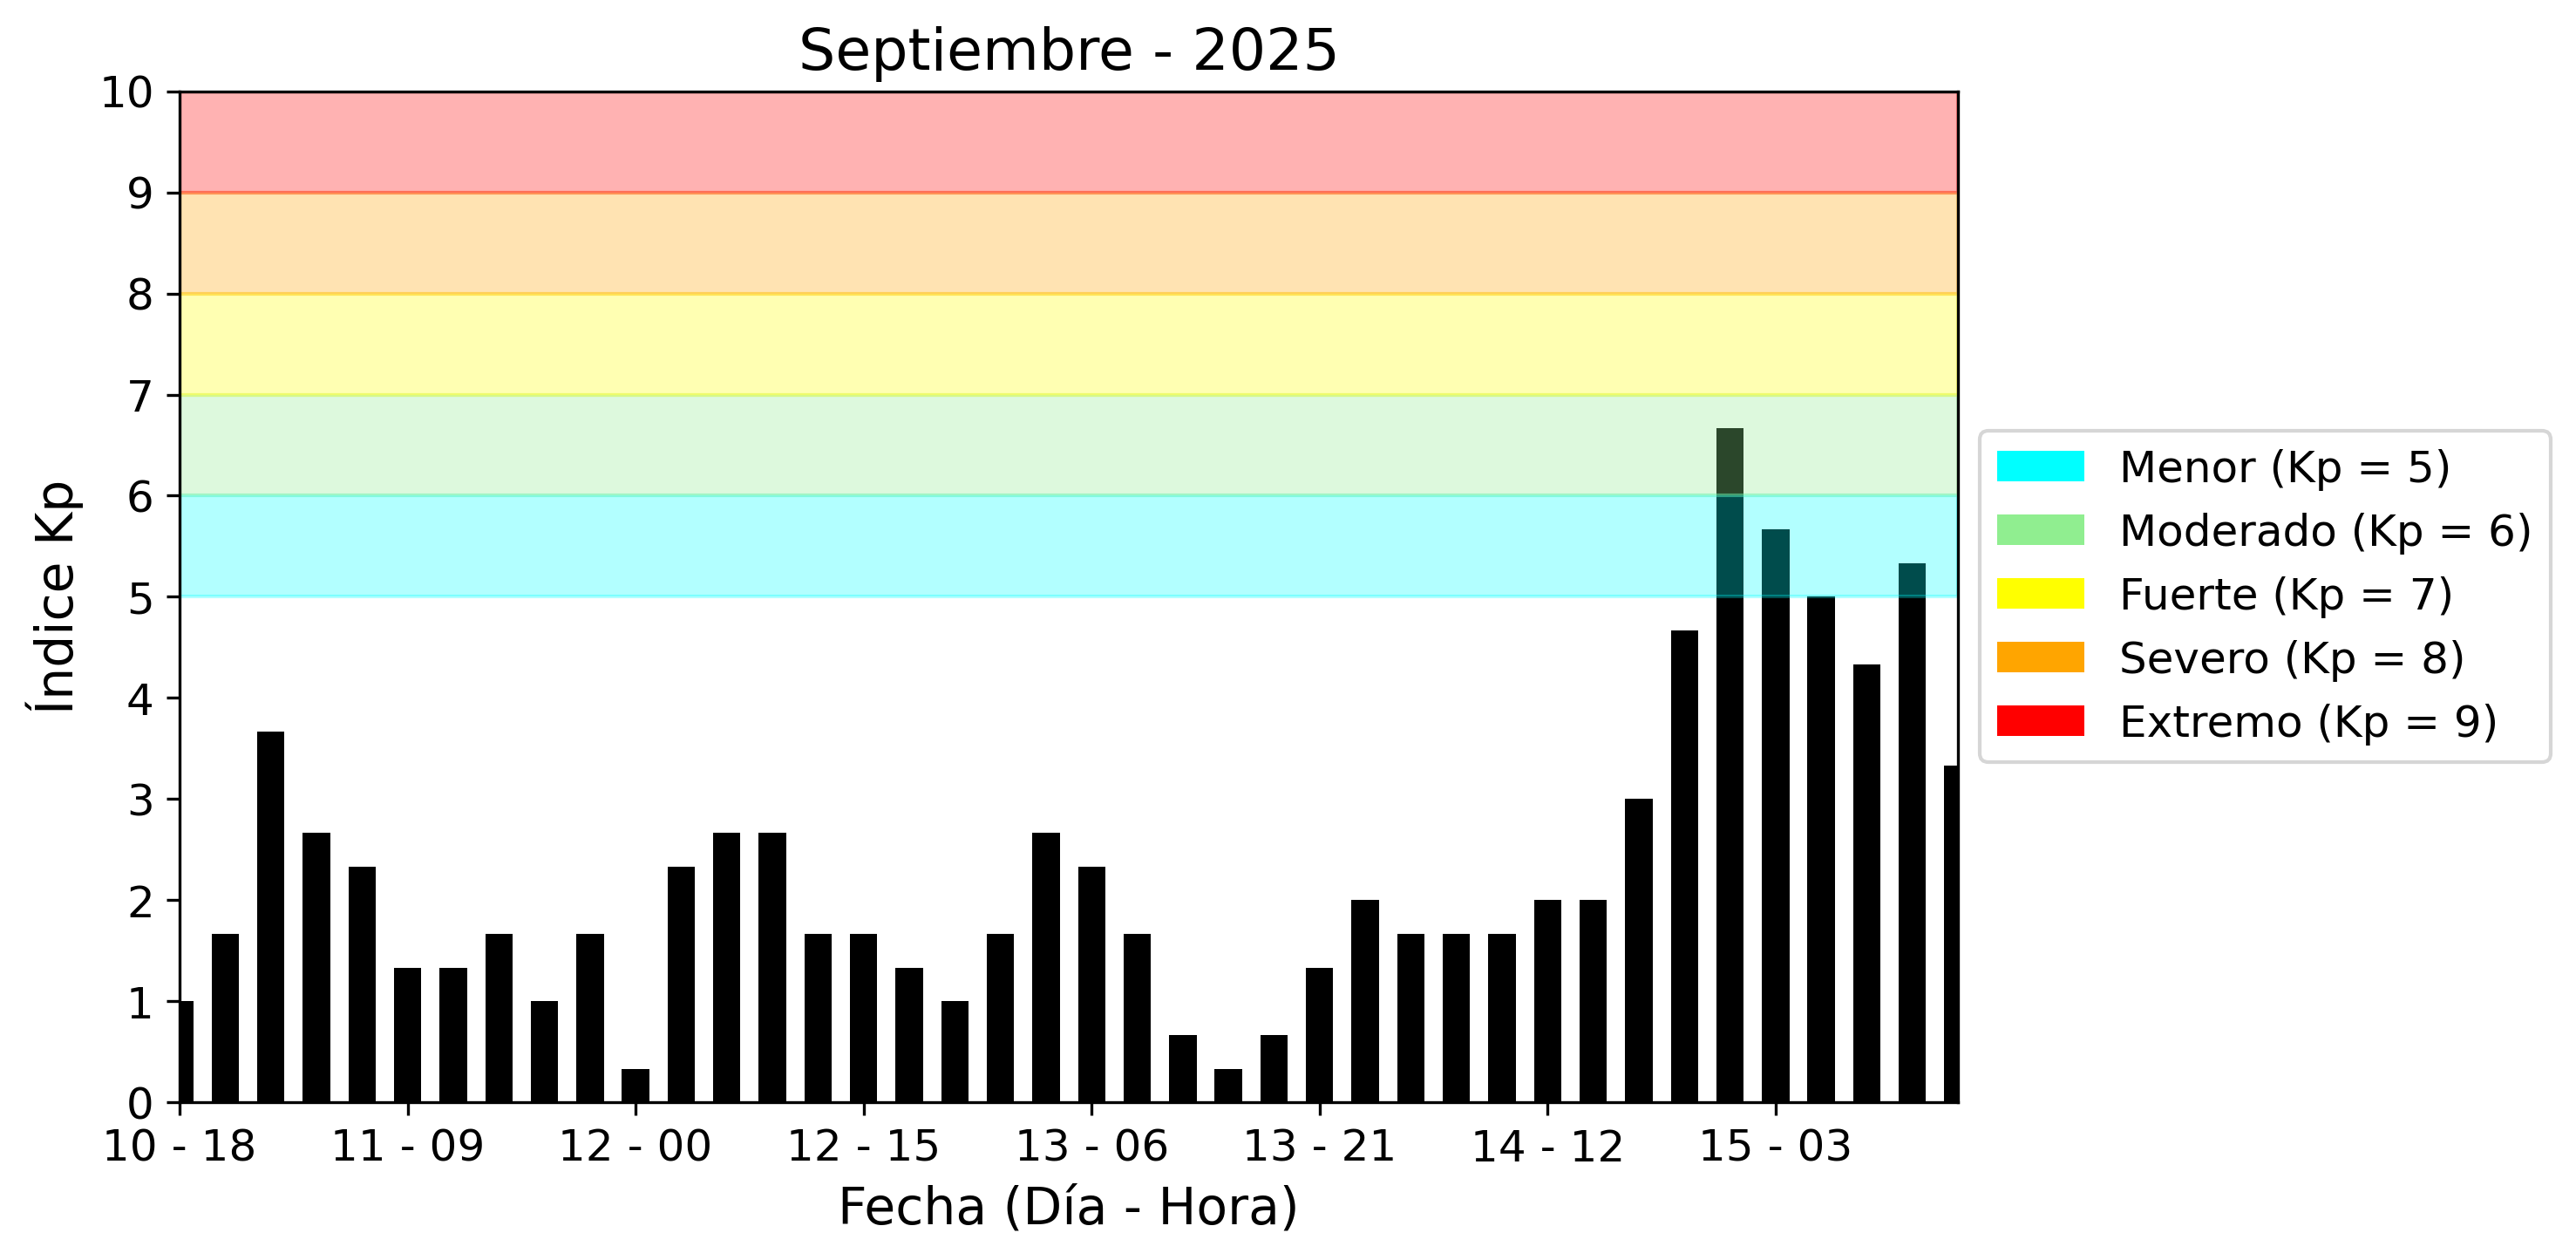 Septiembre - 2025
10
9
8
7
6
5
4
3
2
1
0
Índice Kp
10 - 18
11 - 09
12 - 00
12 - 15
13 - 06
13 - 21
14 - 12
15 - 03
Fecha (Día - Hora)
Menor (Kp = 5)
Moderado (Kp = 6)
Fuerte (Kp = 7)
Severo (Kp = 8)
Extremo (Kp = 9)